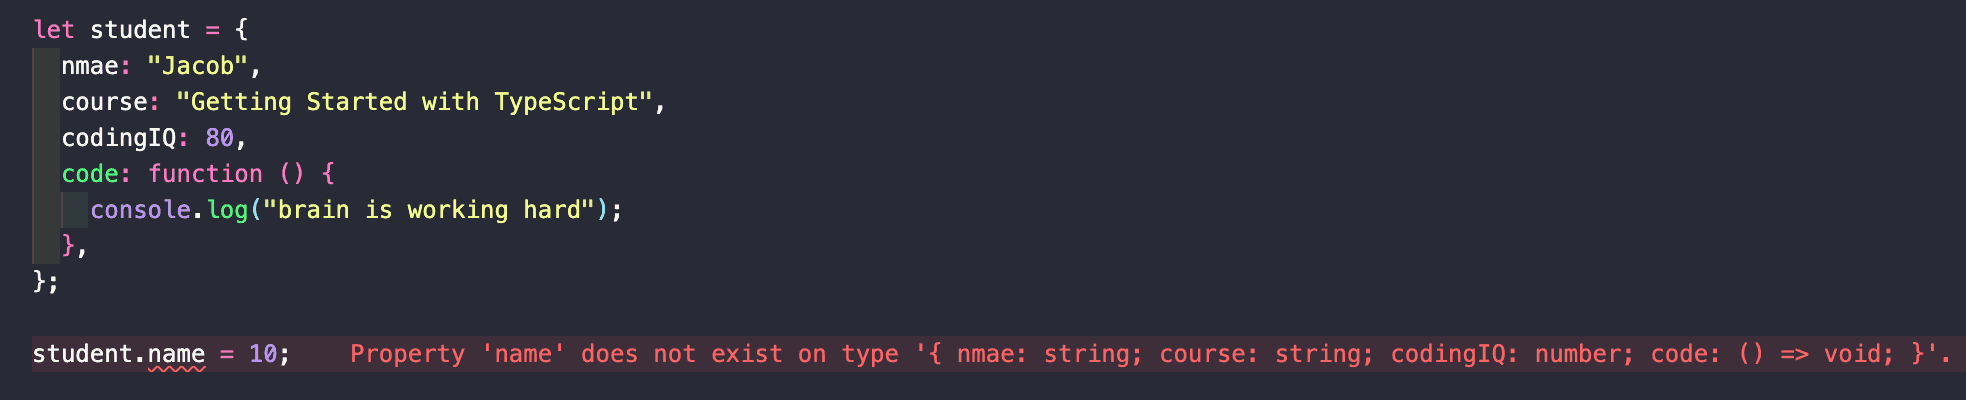 let student = {
nmae: "Jacob",
course: "Getting Started with TypeScript",
codingIQ: 80,
code: function () {
console.log("brain is working hard");
},
};
student.name = 10; Property 'name' does not exist on type '{ nmae: string; course: string; codingIQ: number; code: () => void; }'.